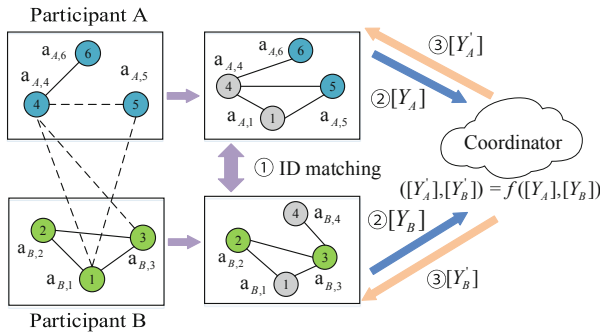 Participant A
a_{A,6}
6
a_{A,4}
a_{A,5}
4
5
a_{A,6}
6
a_{A,4}
4
5
1
a_{A,1}
a_{A,5}
③[Y'_A]
②[Y_A]
Coordinator
([Y'_A],[Y'_B]) = f([Y_A],[Y_B])
① ID matching
2
3
a_{B,2}
a_{B,3}
1
a_{B,1}
4
a_{B,4}
2
3
a_{B,2}
a_{B,3}
a_{B,1}
1
②[Y_B]
③[Y'_B]
Participant B